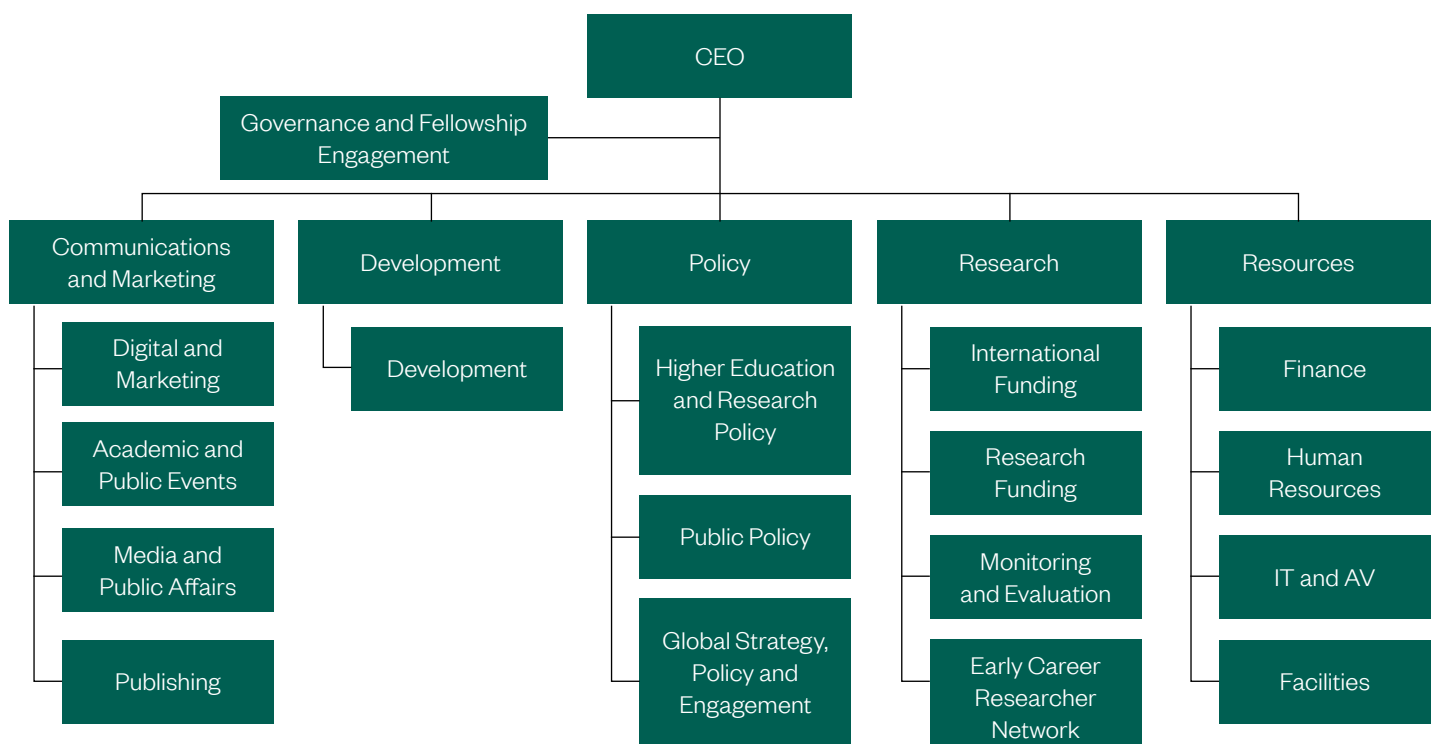 CEO
Governance and Fellowship
Engagement
Communications
and Marketing
Digital and
Marketing
Academic and
Public Events
Media and
Public Affairs
Publishing
Development
Development
Policy
Higher Education
and Research
Policy
Public Policy
Global Strategy,
Policy and
Engagement
Research
International
Funding
Research
Funding
Monitoring
and Evaluation
Early Career
Researcher
Network
Resources
Finance
Human
Resources
IT and AV
Facilities